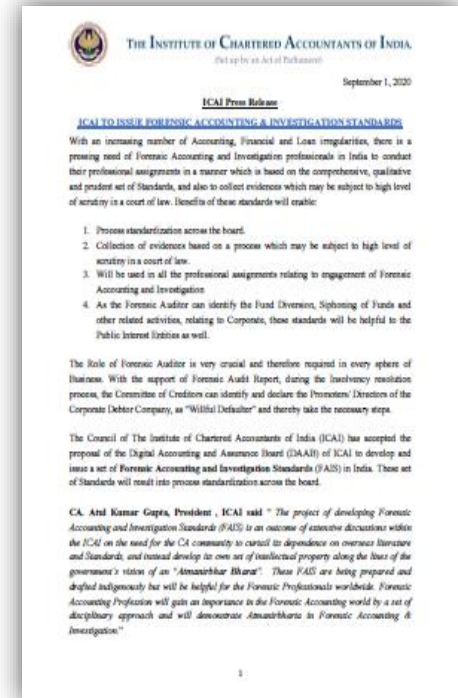 THE INSTITUTE OF CHARTERED ACCOUNTANTS OF INDIA
(Set up by an Act of Parliament)
September 1, 2020
ICAI Press Release
ICAI TO ISSUE FORENSIC ACCOUNTING & INVESTIGATION STANDARDS
With an increasing number of Accounting, Financial and Loan irregularities, there is a
pressing need of Forensic Accounting and Investigation professionals in India to conduct
their professional assignments in a manner which is based on the comprehensive, qualitative
and prudent set of Standards, and also to collect evidences which may be subject to high level
of scrutiny in a court of law. Benefits of these standards will enable:
1. Process standardization across the board.
2. Collection of evidences based on a process which may be subject to high level of
scrutiny in a court of law.
3. Will be used in all the professional assignments relating to engagement of Forensic
Accounting and Investigation
4. As the Forensic Auditor can identify the Fund Diversion, Siphoning of Funds and
other related activities, relating to Corporate, these standards will be helpful to the
Public Interest Entities as well.
The Role of Forensic Auditor is very crucial and therefore required in every sphere of
Business. With the support of Forensic Audit Report, during the Insolvency resolution
process, the Committee of Creditors can identify and declare the Promoters/ Directors of the
Corporate Debtor Company, as "Willful Defaulter" and thereby take the necessary steps.
The Council of The Institute of Chartered Accountants of India (ICAI) has accepted the
proposal of the Digital Accounting and Assurance Board (DAAB) of ICAI to develop and
issue a set of Forensic Accounting and Investigation Standards (FAIS) in India. These set
of Standards will result into process standardization across the board.
CA. Atul Kumar Gupta, President , ICAI said " The project of developing Forensic
Accounting and Investigation Standards (FAIS) is an outcome of extensive discussions within
the ICAI on the need for the CA community to curtail its dependence on overseas literature
and Standards, and instead develop its own set of intellectual property along the lines of the
government's vision of an "Atmanirbhar Bharat". These FAIS are being prepared and
drafted indigenously but will be helpful for the Forensic Professionals worldwide. Forensic
Accounting Profession will gain an importance in the Forensic Accounting world by a set of
disciplinary approach and will demonstrate Atmanirbharta in Forensic Accounting &
Investigation."
1